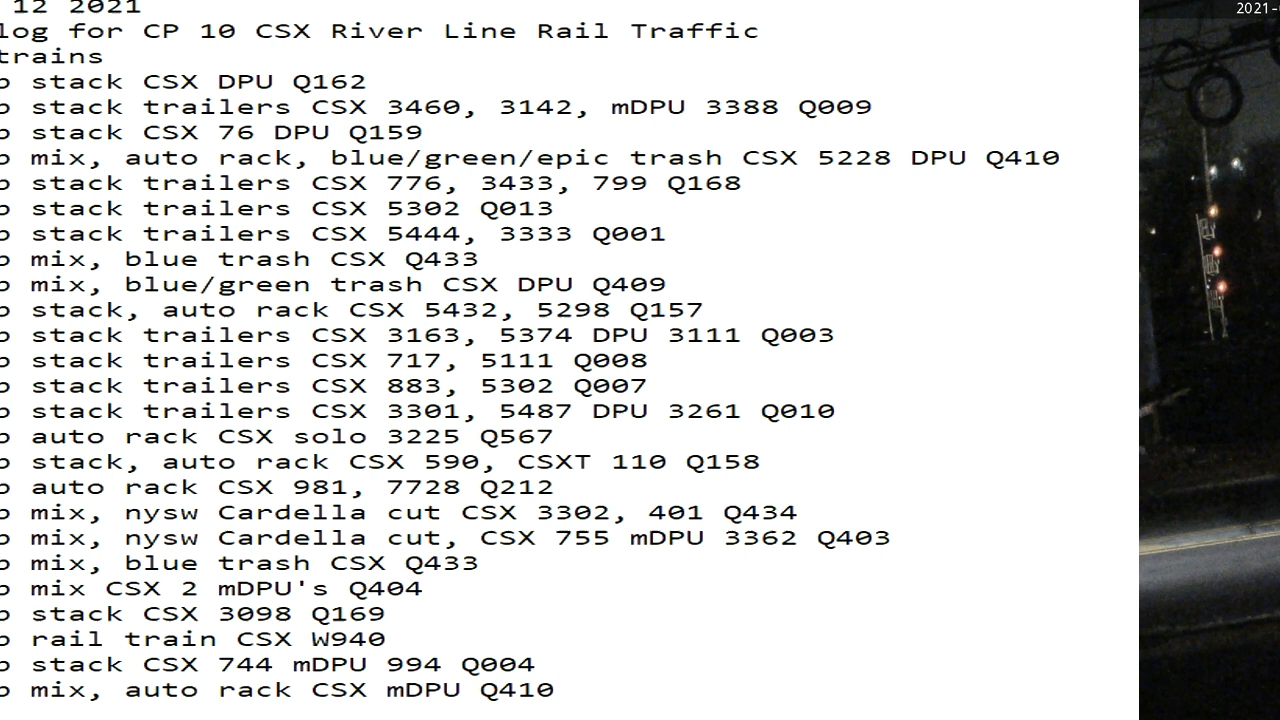 12 2021
log for CP 10 CSX River Line Rail Traffic
trains
b stack CSX DPU Q162
b stack trailers CSX 3460, 3142, mDPU 3388 Q009
b stack CSX 76 DPU Q159
b mix, auto rack, blue/green/epic trash CSX 5228 DPU Q410
b stack trailers CSX 776, 3433, 799 Q168
b stack trailers CSX 5302 Q013
b stack trailers CSX 5444, 3333 Q001
b mix, blue trash CSX Q433
b mix, blue/green trash CSX DPU Q409
b stack, auto rack CSX 5432, 5298 Q157
b stack trailers CSX 3163, 5374 DPU 3111 Q003
b stack trailers CSX 717, 5111 Q008
b stack trailers CSX 883, 5302 Q007
b stack trailers CSX 3301, 5487 DPU 3261 Q010
b auto rack CSX solo 3225 Q567
b stack, auto rack CSX 590, CSXT 110 Q158
b auto rack CSX 981, 7728 Q212
b mix, nysw Cardella cut CSX 3302, 401 Q434
b mix, nysw Cardella cut, CSX 755 mDPU 3362 Q403
b mix, blue trash CSX Q433
b mix CSX 2 mDPU's Q404
b stack CSX 3098 Q169
b rail train CSX W940
b stack CSX 744 mDPU 994 Q004
b mix, auto rack CSX mDPU Q410
2021-